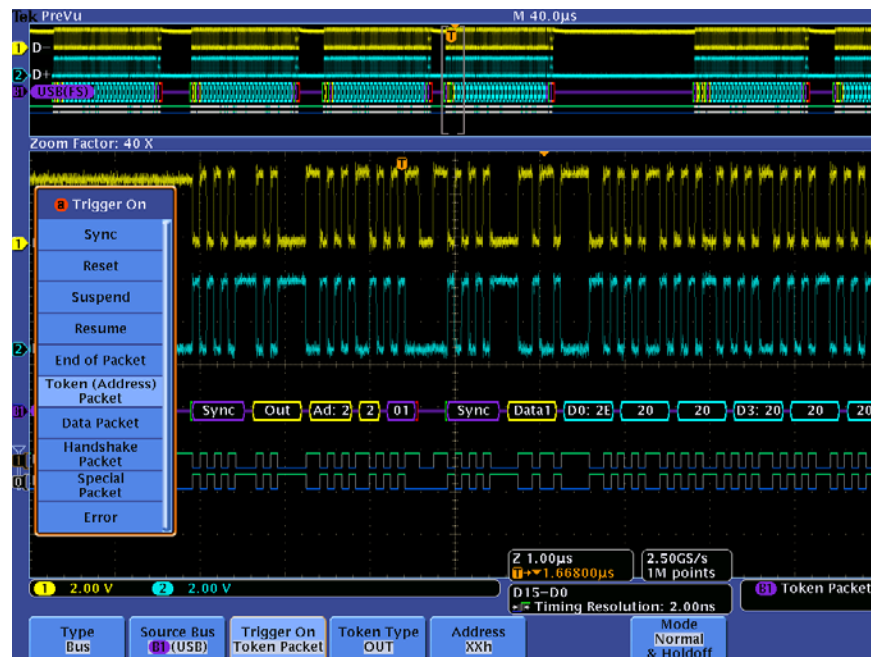 Tek PreVu M 40.0µs
T
1 D-
2 D+
B1 USB(FS)
Zoom Factor: 40 X
T
a Trigger On
Sync
Reset
Suspend
Resume
End of Packet
Token (Address)
Packet
Data Packet
Handshake
Packet
Special
Packet
Error
1
2
B1 Sync Out Ad: 2 2 01 Sync Data1 D0: 2E 20 20 D3: 20 20 20
1
0
Z 1.00µs 2.50GS/s
T→▼1.66800µs 1M points
1 2.00 V 2 2.00 V
D15-D0
Timing Resolution: 2.00ns
B1 Token Packet
Type
Bus
Source Bus
B1 (USB)
Trigger On
Token Packet
Token Type
OUT
Address
XXh
Mode
Normal
& Holdoff